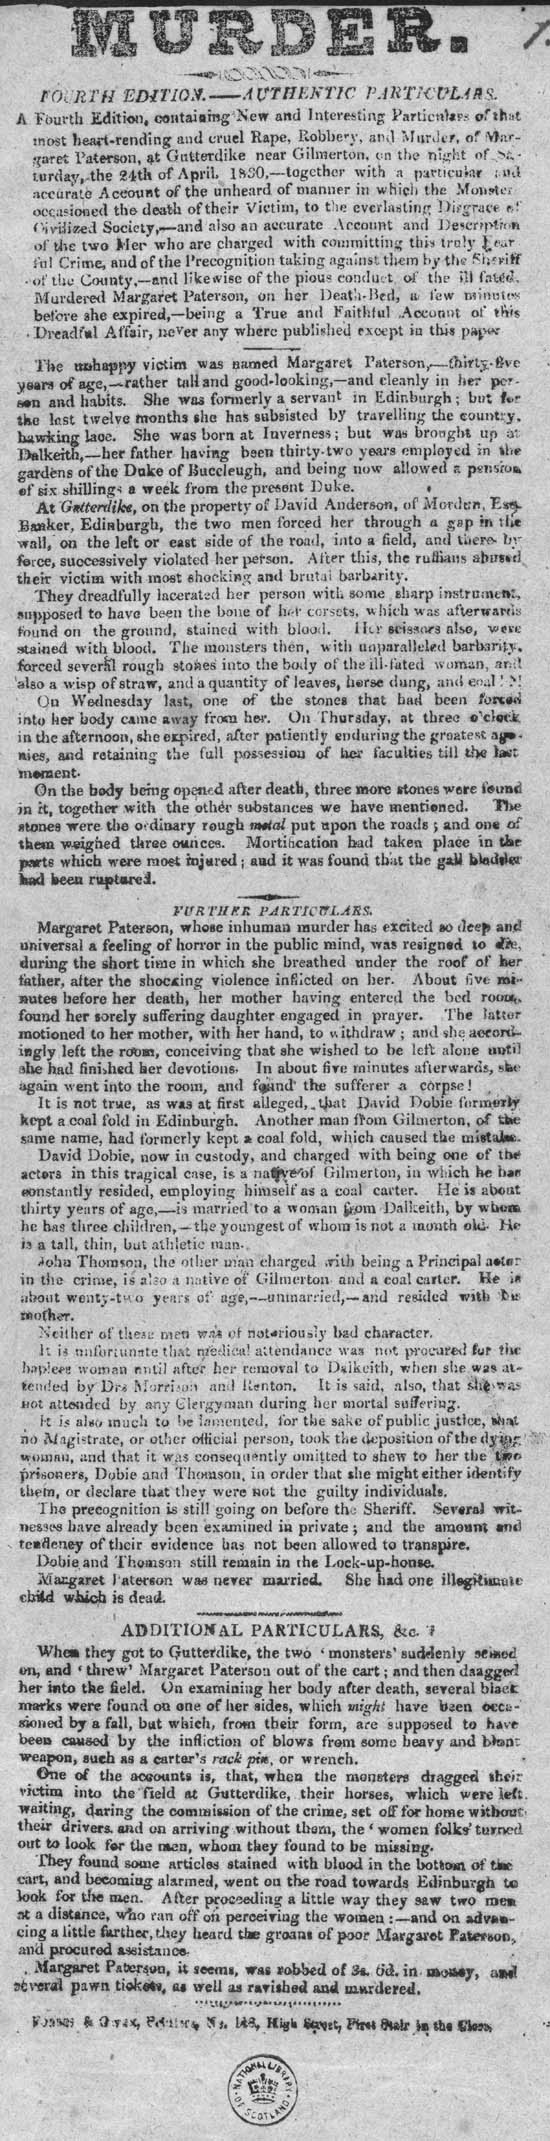 MURDER.
FOURTH EDITION.——AUTHENTIC PARTICULARS.
A Fourth Edition, containing New and Interesting Particulars of that
most heart-rending and cruel Rape, Robbery, and Murder, of Mar-
garet Paterson, at Gutterdike near Gilmerton, on the night of Sa-
turday, the 24th of April, 1830,—together with a particular and
accurate Account of the unheard of manner in which the Monsters
occasioned the death of their Victim, to the everlasting Disgrace of
Civilized Society,—and also an accurate Account and Description
of the two Men who are charged with committing this truly Fear
ful Crime, and of the Precognition taking against them by the Sheriff
of the County,—and likewise of the pious conduct of the ill fated
Murdered Margaret Paterson, on her Death-Bed, a few minutes
before she expired,—being a True and Faithful Account of this
Dreadful Affair, never any where published except in this paper
The unhappy victim was named Margaret Paterson,—thirty-five
years of age,—rather tall and good-looking,—and cleanly in her per-
son and habits. She was formerly a servant in Edinburgh; but for
the last twelve months she has subsisted by travelling the country,
hawking lace. She was born at Inverness; but was brought up at
Dalkeith,—her father having been thirty-two years employed in the
gardens of the Duke of Buccleugh, and being now allowed a pension
of six shillings a week from the present Duke.
At Gutterdike, on the property of David Anderson, of Mordun, Esq.
Banker, Edinburgh, the two men forced her through a gap in the
wall, on the left or east side of the road, into a field, and there by
force, successively violated her person. After this, the ruffians abused
their victim with most shocking and brutal barbarity.
They dreadfully lacerated her person with some sharp instrument,
supposed to have been the bone of her corsets, which was afterwards
found on the ground, stained with blood. Her scissors also, were
stained with blood. The monsters then, with unparalleled barbarity,
forced several rough stones into the body of the ill-fated woman, and
also a wisp of straw, and a quantity of leaves, horse dung, and coal!!!
On Wednesday last, one of the stones that had been forced
into her body came away from her. On Thursday, at three o'clock
in the afternoon, she expired, after patiently enduring the greatest ago-
nies, and retaining the full possession of her faculties till the last
moment.
On the body being opened after death, three more stones were found
in it, together with the other substances we have mentioned. The
stones were the ordinary rough metal put upon the roads; and one of
them weighed three ounces. Mortification had taken place in the
parts which were most injured; and it was found that the gall bladder
had been ruptured.
FURTHER PARTICULARS.
Margaret Paterson, whose inhuman murder has excited so deep and
universal a feeling of horror in the public mind, was resigned to die,
during the short time in which she breathed under the roof of her
father, after the shocking violence inflicted on her. About five mi-
nutes before her death, her mother having entered the bed room,
found her sorely suffering daughter engaged in prayer. The latter
motioned to her mother, with her hand, to withdraw; and she accord-
ingly left the room, conceiving that she wished to be left alone until
she had finished her devotions. In about five minutes afterwards, she
again went into the room, and found the sufferer a corpse!
It is not true, as was at first alleged, that David Dobie formerly
kept a coal fold in Edinburgh. Another man from Gilmerton, of the
same name, had formerly kept a coal fold, which caused the mistake.
David Dobie, now in custody, and charged with being one of the
actors in this tragical case, is a native of Gilmerton, in which he has
constantly resided, employing himself as a coal carter. He is about
thirty years of age,—is married to a woman from Dalkeith, by whom
he has three children,—the youngest of whom is not a month old. He
is a tall, thin, but athletic man.
John Thomson, the other man charged with being a Principal actor
in the crime, is also a native of Gilmerton and a coal carter. He is
about wenty-two years of age,—unmarried,—and resided with his
mother.
Neither of these men was of notoriously bad character.
It is unfortunate that medical attendance was not procured for the
hapless woman until after her removal to Dalkeith, when she was at-
tended by Drs Morrison and Renton. It is said, also, that she was
not attended by any Clergyman during her mortal suffering.
It is also much to be lamented, for the sake of public justice, that
no Magistrate, or other official person, took the deposition of the dying
woman, and that it was consequently omitted to shew to her the two
prisoners, Dobie and Thomson, in order that she might either identify
them, or declare that they were not the guilty individuals.
The precognition is still going on before the Sheriff. Several wit-
nesses have already been examined in private; and the amount and
tendency of their evidence has not been allowed to transpire.
Dobie and Thomson still remain in the Lock-up-house.
Margaret Paterson was never married. She had one illegitimate
child which is dead.
ADDITIONAL PARTICULARS, &c.
When they got to Gutterdike, the two 'monsters' suddenly seized
on, and 'threw' Margaret Paterson out of the cart; and then dragged
her into the field. On examining her body after death, several black
marks were found on one of her sides, which might have been occa-
sioned by a fall, but which, from their form, are supposed to have
been caused by the infliction of blows from some heavy and blunt
weapon, such as a carter's rack pin, or wrench.
One of the accounts is, that, when the monsters dragged their
victim into the field at Gutterdike, their horses, which were left
waiting, during the commission of the crime, set off for home without
their drivers, and on arriving without them, the 'women folks' turned
out to look for the men, whom they found to be missing.
They found some articles stained with blood in the bottom of the
cart, and becoming alarmed, went on the road towards Edinburgh to
look for the men. After proceeding a little way they saw two men
at a distance, who ran off on perceiving the women:—and on advan-
cing a little farther, they heard the groans of poor Margaret Paterson,
and procured assistance.
Margaret Paterson, it seems, was robbed of 3s. 6d. in money, and
several pawn tickets, as well as ravished and murdered.
Forbes & Owen, Printers, No. 148, High Street, First Stair in the Close.
NATIONAL LIBRARY OF SCOTLAND